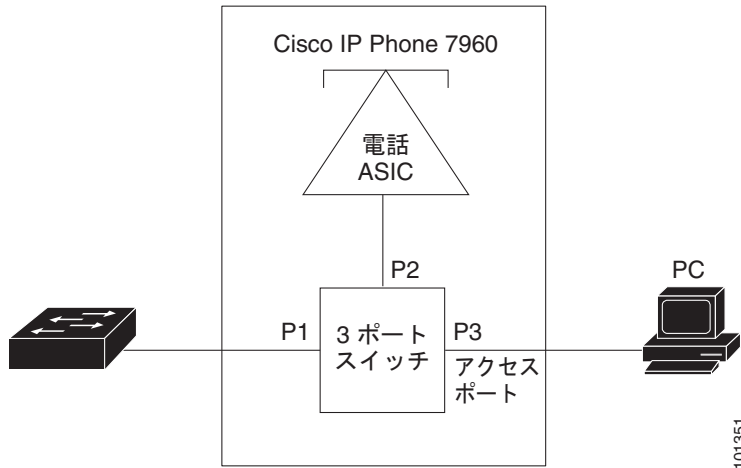 Cisco IP Phone 7960
電話
ASIC
P2
PC
P1
3 ポート
スイッチ
P3
アクセス
ポート
101351